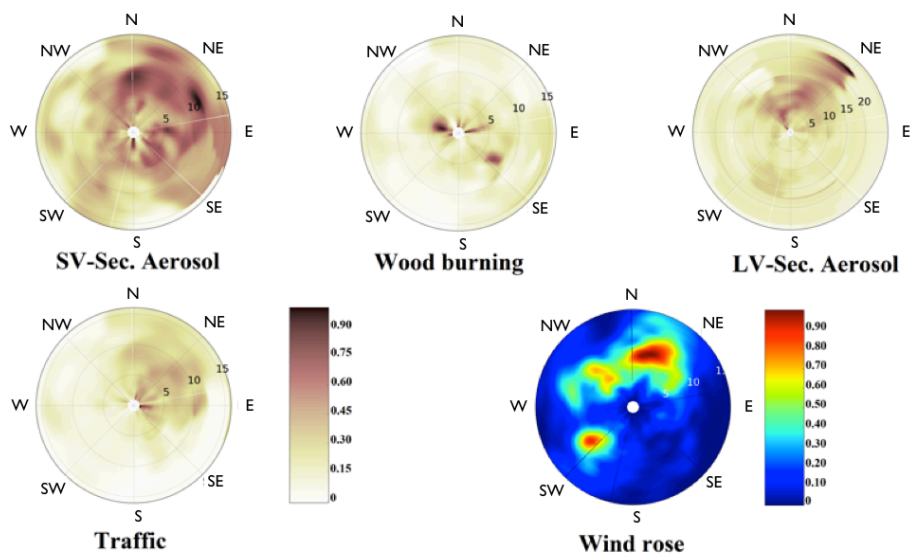 N
NW
NE
15
10
5
W
E
SW
SE
S
SV-Sec. Aerosol
N
NW
NE
15
10
5
W
E
SW
SE
S
Wood burning
N
NW
NE
20
15
10
5
W
E
SW
SE
S
LV-Sec. Aerosol
N
NW
NE
15
10
5
W
E
SW
SE
S
Traffic
0.90
0.75
0.60
0.45
0.30
0.15
0
N
NW
NE
10
5
W
E
SW
SE
S
Wind rose
0.90
0.80
0.70
0.60
0.50
0.40
0.30
0.20
0.10
0